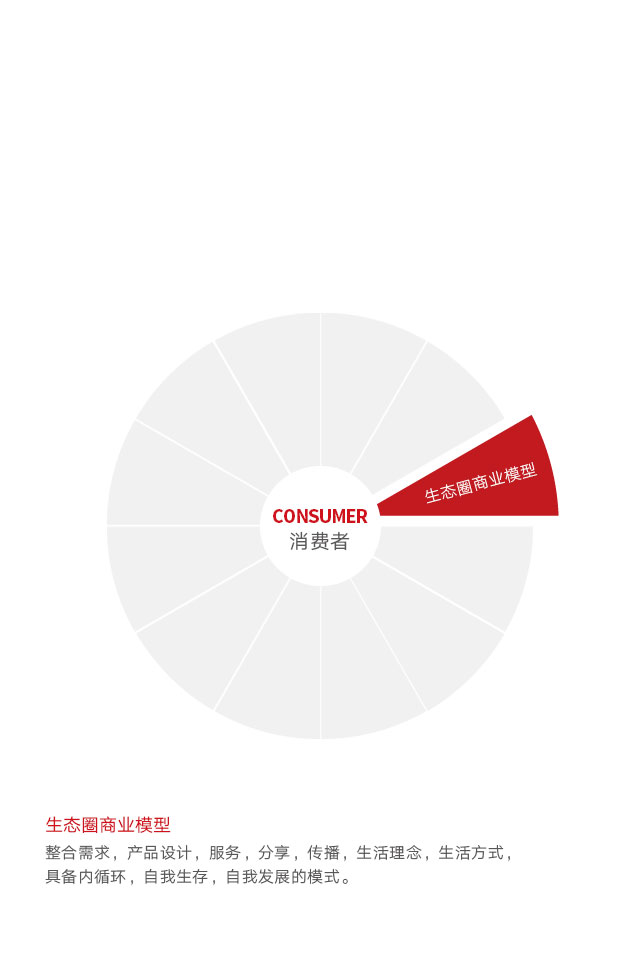 生态圈商业模型
CONSUMER
消费者
生态圈商业模型
整合需求，产品设计，服务，分享，传播，生活理念，生活方式，
具备内循环，自我生存，自我发展的模式。